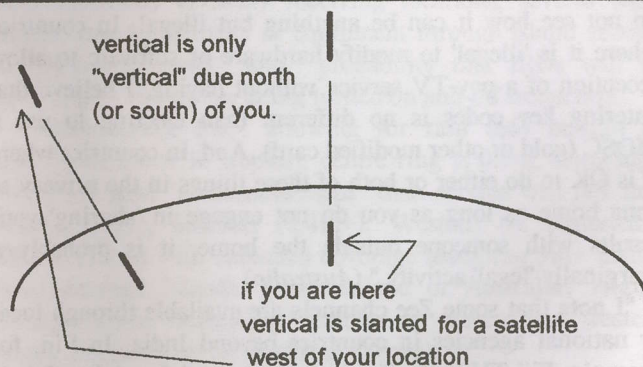 vertical is only
"vertical" due north
(or south) of you.
if you are here
vertical is slanted for a satellite
west of your location